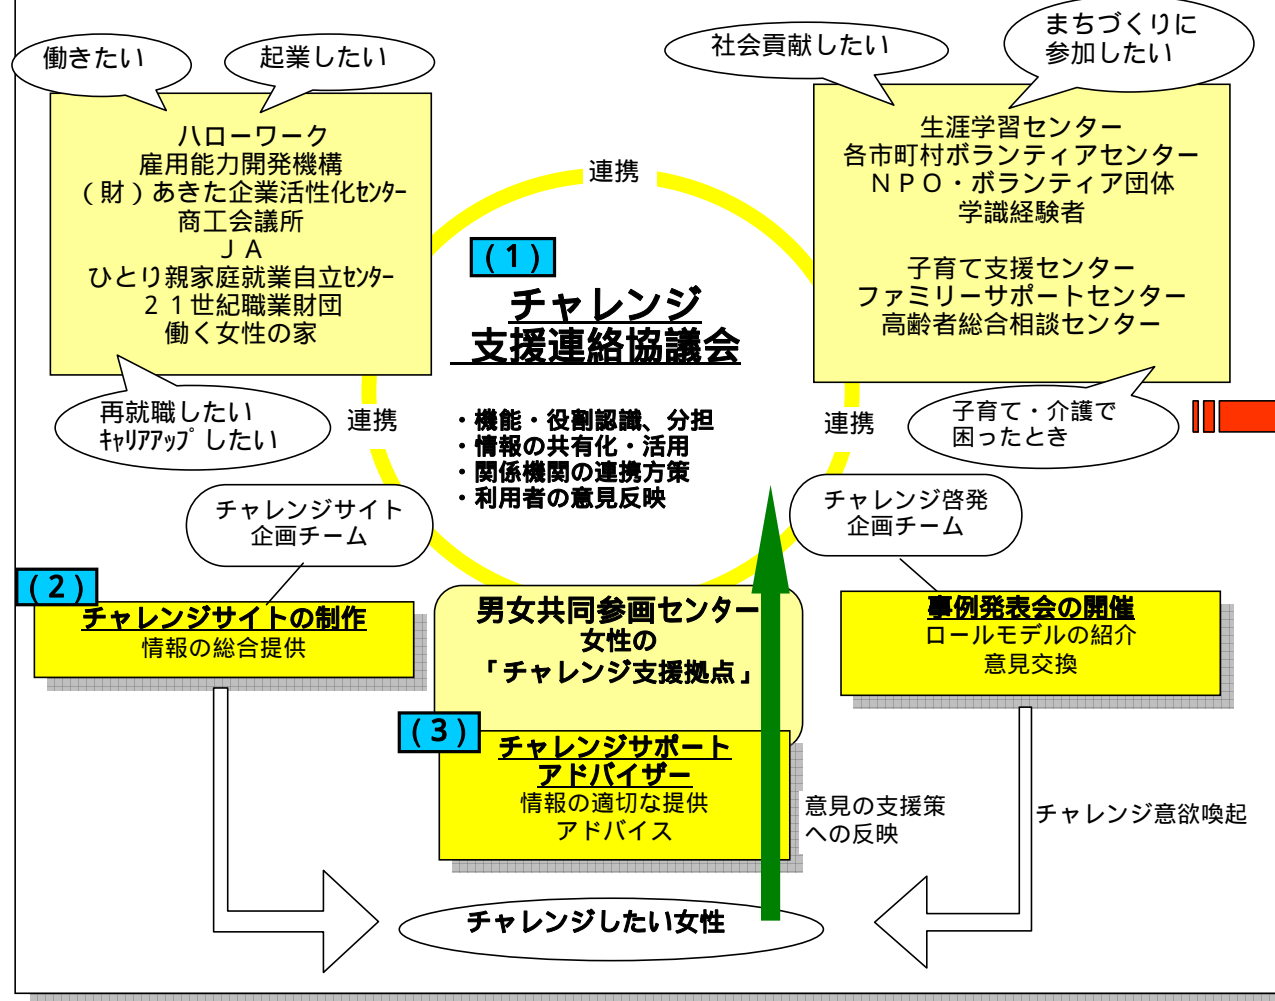 働きたい
起業したい
社会貢献したい
まちづくりに
参加したい
ハローワーク
雇用能力開発機構
(財)あきた企業活性化ｾﾝﾀｰ
商工会議所
ＪＡ
ひとり親家庭就業自立ｾﾝﾀｰ
２１世紀職業財団
働く女性の家
生涯学習センター
各市町村ボランティアセンター
ＮＰＯ・ボランティア団体
学識経験者
子育て支援センター
ファミリーサポートセンター
高齢者総合相談センター
連携
(1)
チャレンジ
支援連絡協議会
再就職したい
ｷｬﾘｱｱｯﾌﾟしたい
連携
・機能・役割認識、分担
・情報の共有化・活用
・関係機関の連携方策
・利用者の意見反映
連携
子育て・介護で
困ったとき
チャレンジサイト
企画チーム
チャレンジ啓発
企画チーム
(2)
チャレンジサイトの制作
情報の総合提供
男女共同参画センター
女性の
「チャレンジ支援拠点」
事例発表会の開催
ロールモデルの紹介
意見交換
(3)
チャレンジサポート
アドバイザー
情報の適切な提供
アドバイス
意見の支援策
への反映
チャレンジ意欲喚起
チャレンジしたい女性